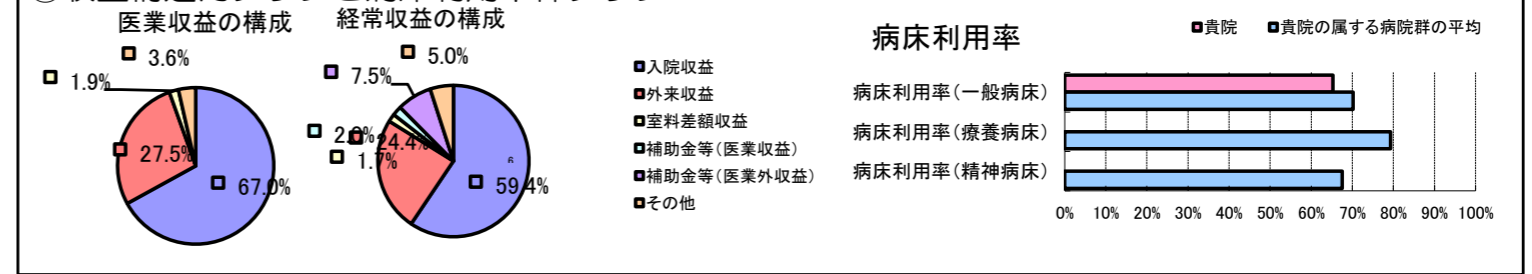 医業収益の構成
経常収益の構成
3.6%
1.9%
27.5%
67.0%
5.0%
7.5%
24.4%
1.7%
59.4%
入院収益
外来収益
室料差額収益
補助金等(医業収益)
補助金等(医業外収益)
その他
病床利用率
貴院
貴院の属する病院群の平均
病床利用率(一般病床)
病床利用率(療養病床)
病床利用率(精神病床)
0% 10% 20% 30% 40% 50% 60% 70% 80% 90% 100%